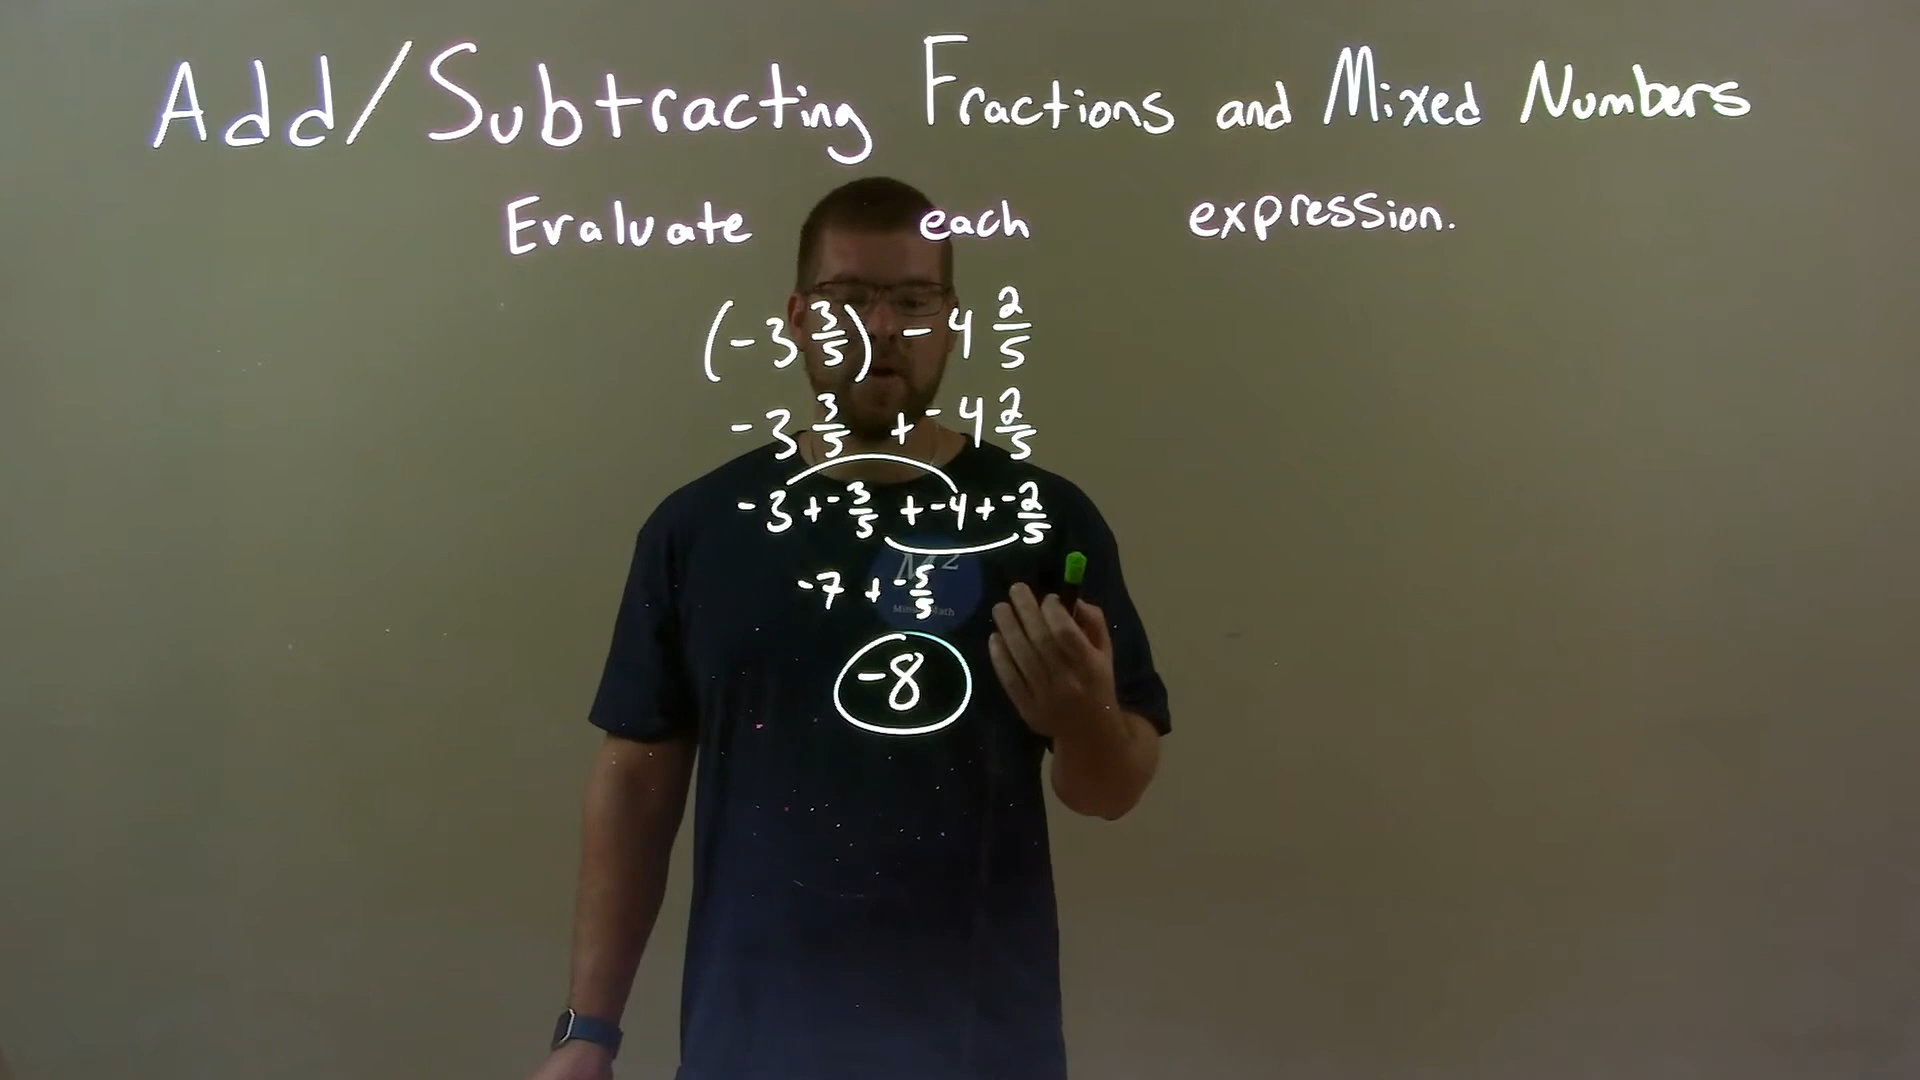 Add/Subtracting Fractions and Mixed Numbers
Evaluate each expression.
(-3 3/5) - 4 2/5
-3 3/5 + -4 2/5
-3 + -3/5 + -4 + -2/5
-7 + -5/5
-8
M²